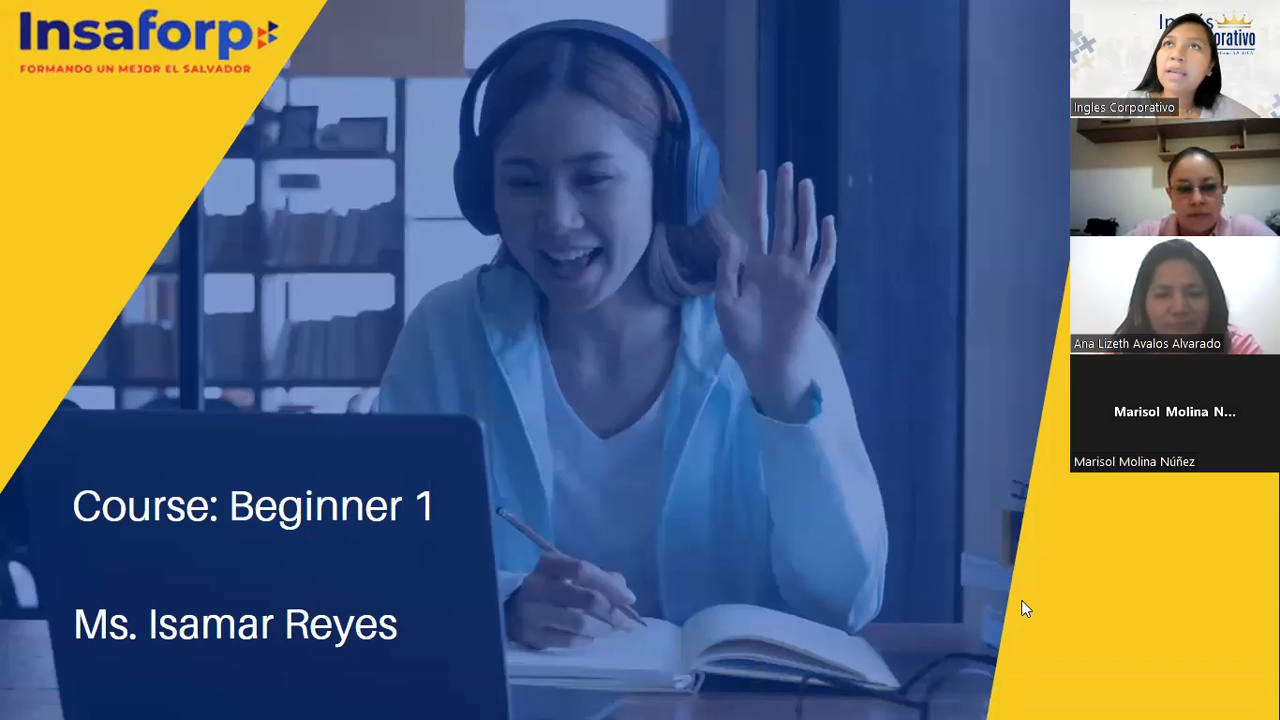 Insaforp
FORMANDO UN MEJOR EL SALVADOR
Course: Beginner 1
Ms. Isamar Reyes
Ingles Corporativo
Ana Lizeth Avalos Alvarado
Marisol Molina N...
Marisol Molina Núñez